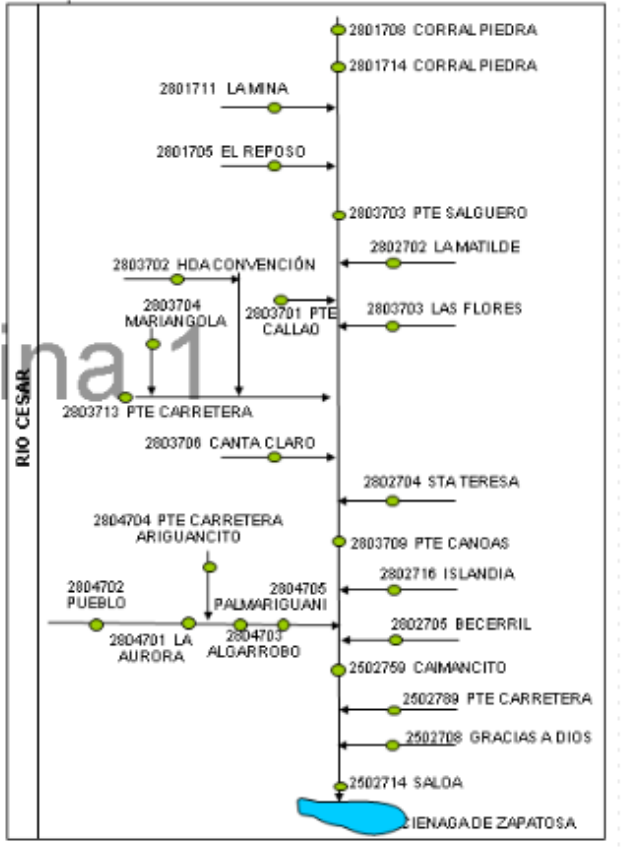 2801708 CORRAL PIEDRA
2801714 CORRAL PIEDRA
2801711 LA MINA
2801705 EL REPOSO
2803703 PTE SALGUERO
2802702 LA MATILDE
2803702 HDA CONVENCIÓN
2803704
MARIANGOLA
2803701 PTE
CALLAO
2803703 LAS FLORES
ina 1
2803713 PTE CARRETERA
RIO CESAR
2803706 CANTA CLARO
2802704 STA TERESA
2804704 PTE CARRETERA
ARIGUANCITO
2803709 PTE CANOAS
2802716 ISLANDIA
2804702
PUEBLO
2804705
PALMARIGUANI
2804701 LA
AURORA
2804703
ALGARROBO
2802705 BECERRIL
2502759 CAIMANCITO
2502789 PTE CARRETERA
2502708 GRACIAS A DIOS
2502714 SALOA
CIENAGA DE ZAPATOSA